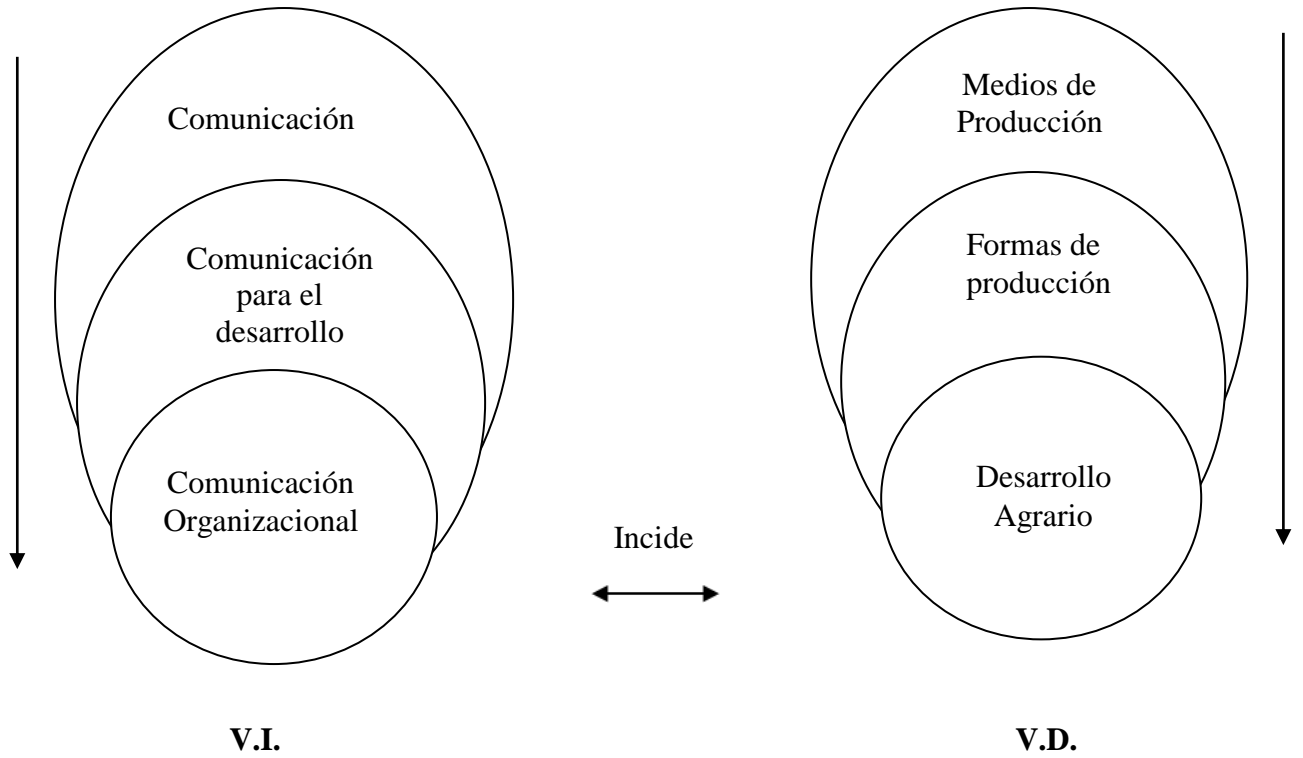 Comunicación
Comunicación
para el
desarrollo
Comunicación
Organizacional
Incide
Medios de
Producción
Formas de
producción
Desarrollo
Agrario
V.I.
V.D.